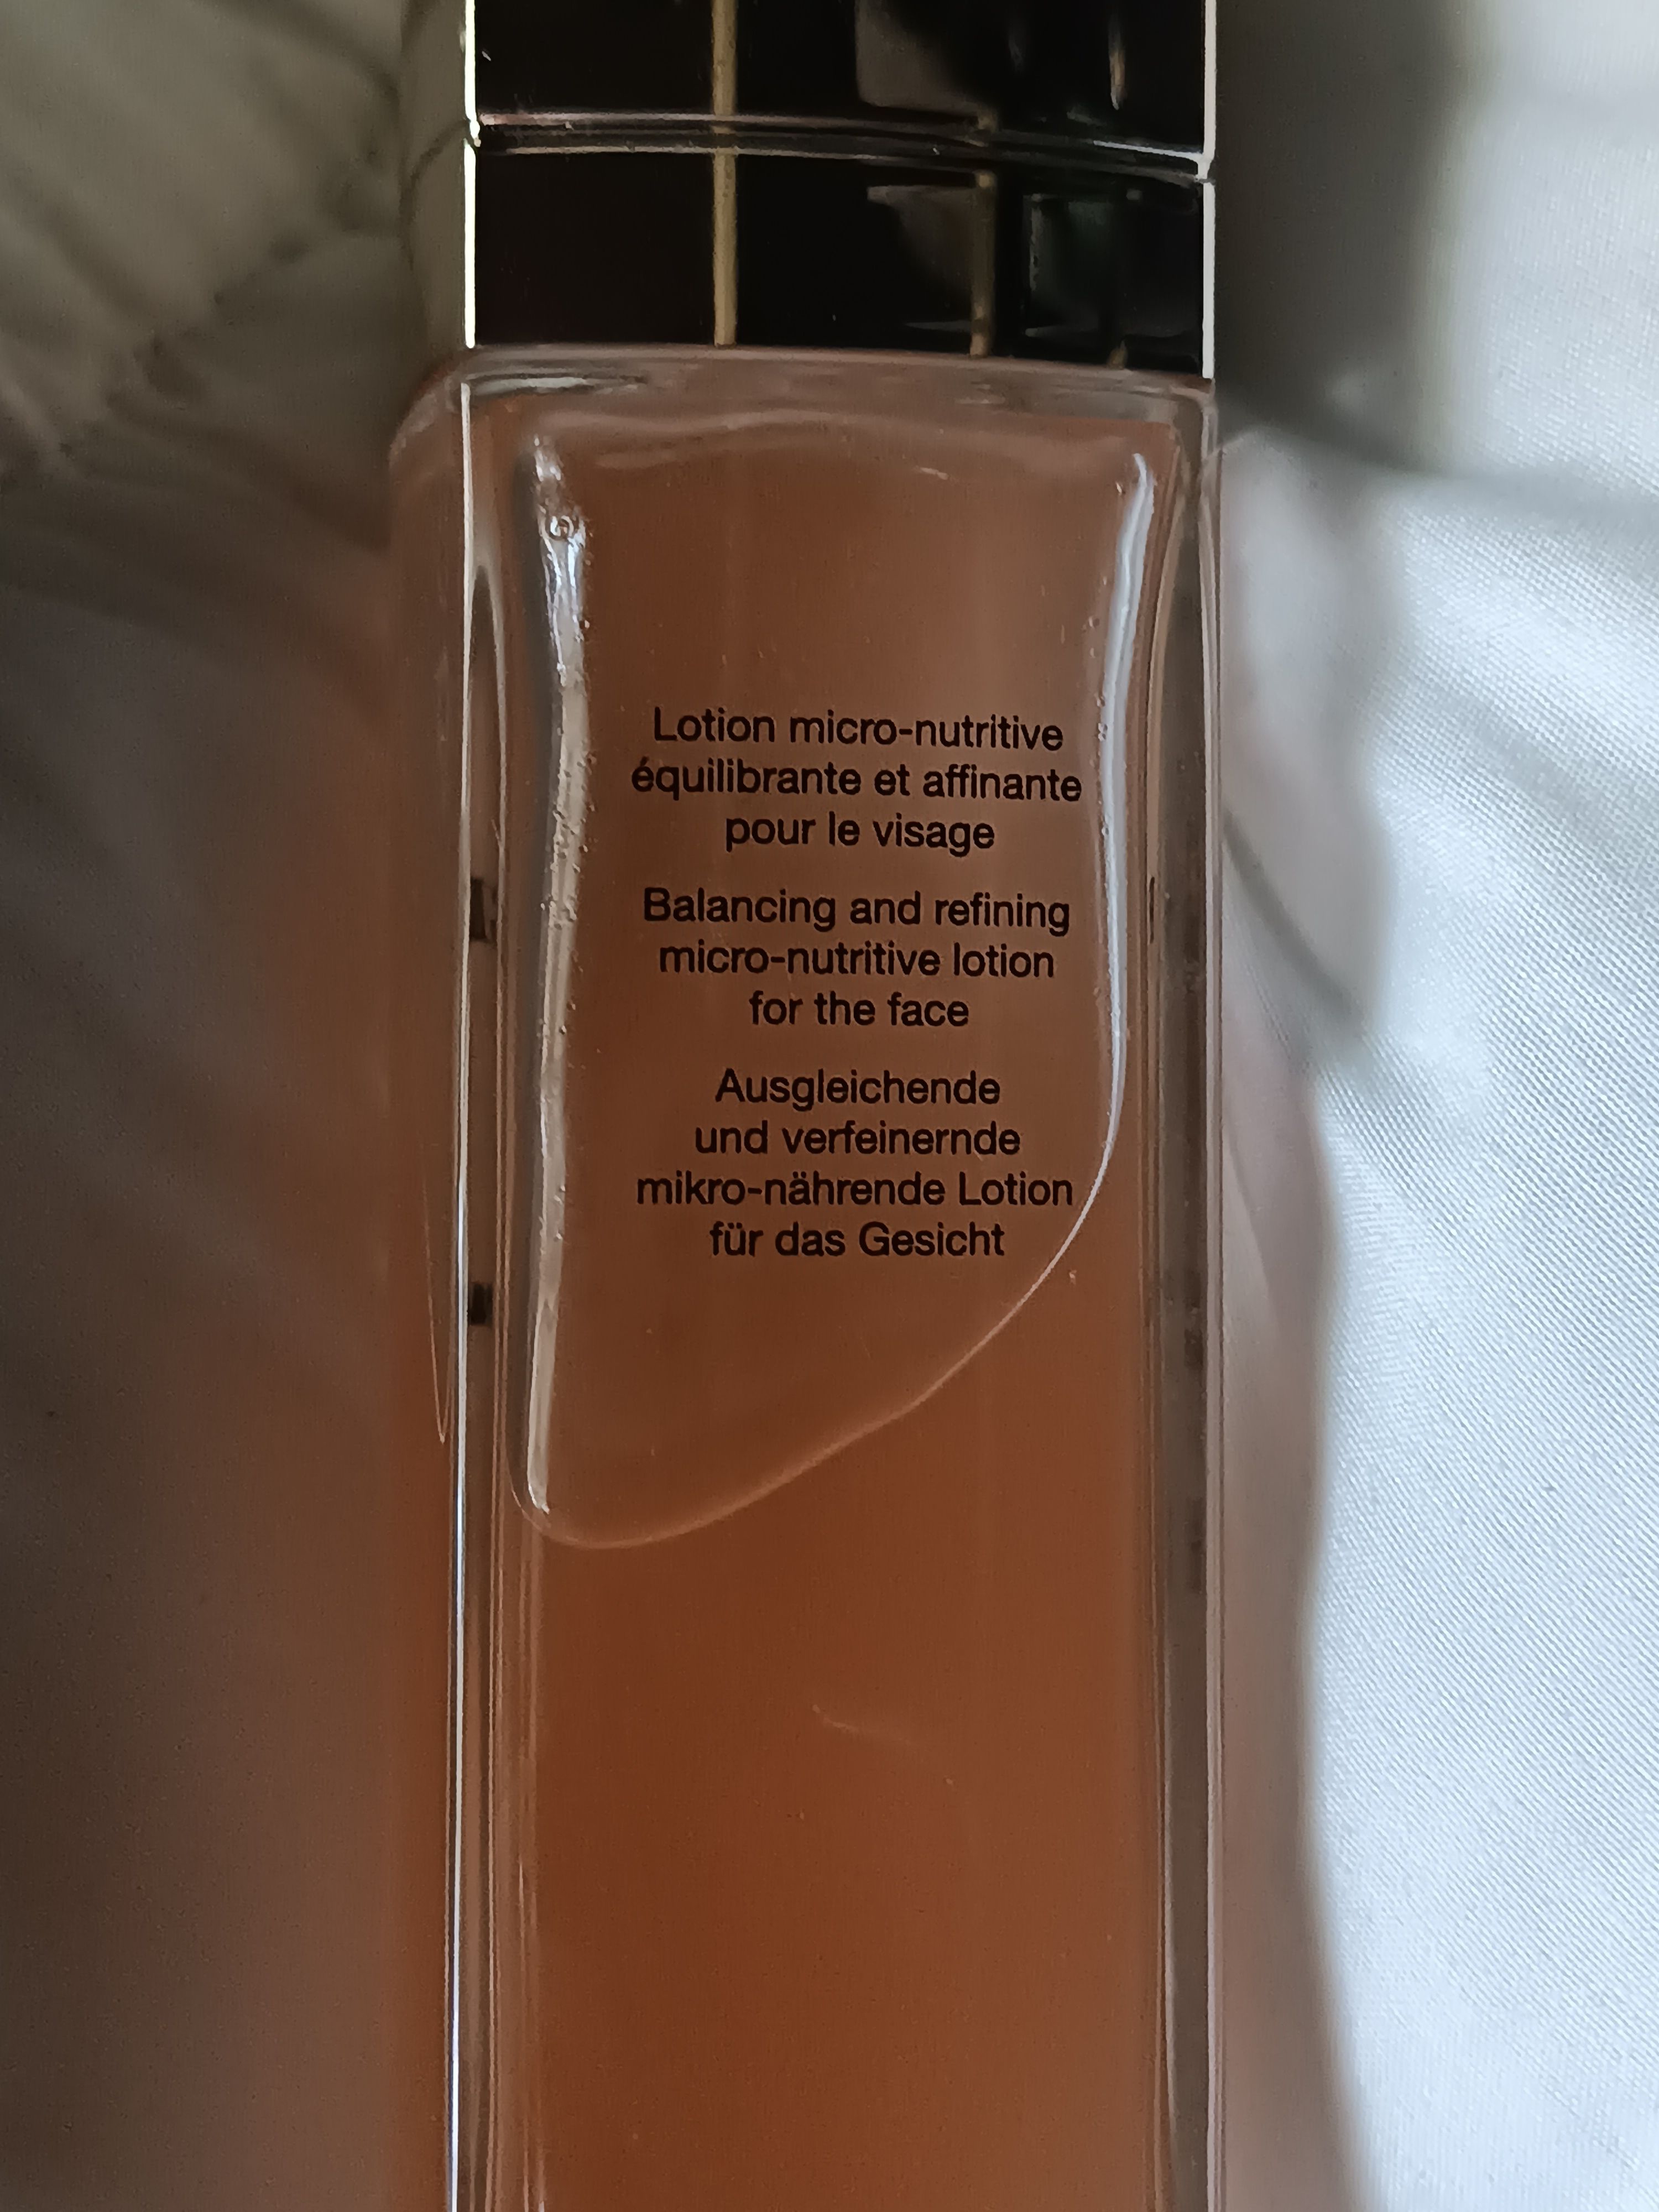 Lotion micro-nutritive
équilibrante et affinante
pour le visage
Balancing and refining
micro-nutritive lotion
for the face
Ausgleichende
und verfeinernde
mikro-nährende Lotion
für das Gesicht